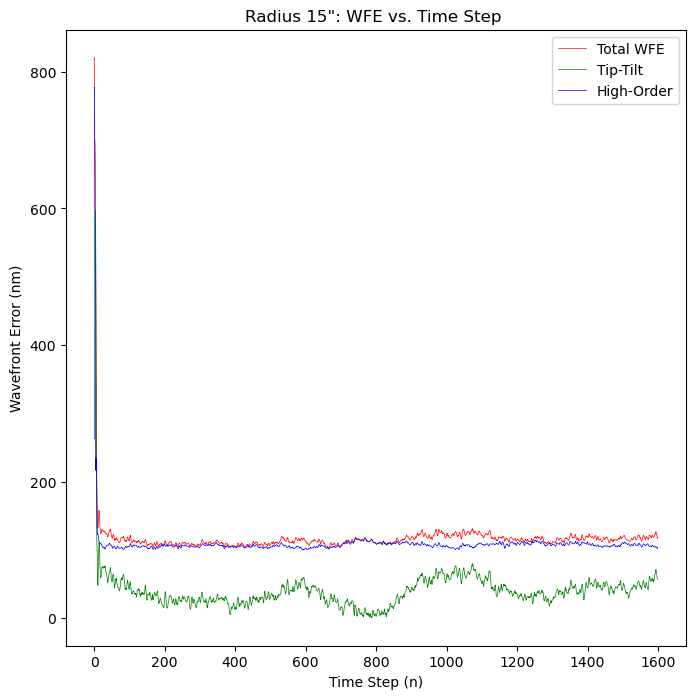 Radius 15": WFE vs. Time Step
Total WFE
Tip-Tilt
High-Order
Wavefront Error (nm)
800
600
400
200
0
0 200 400 600 800 1000 1200 1400 1600
Time Step (n)